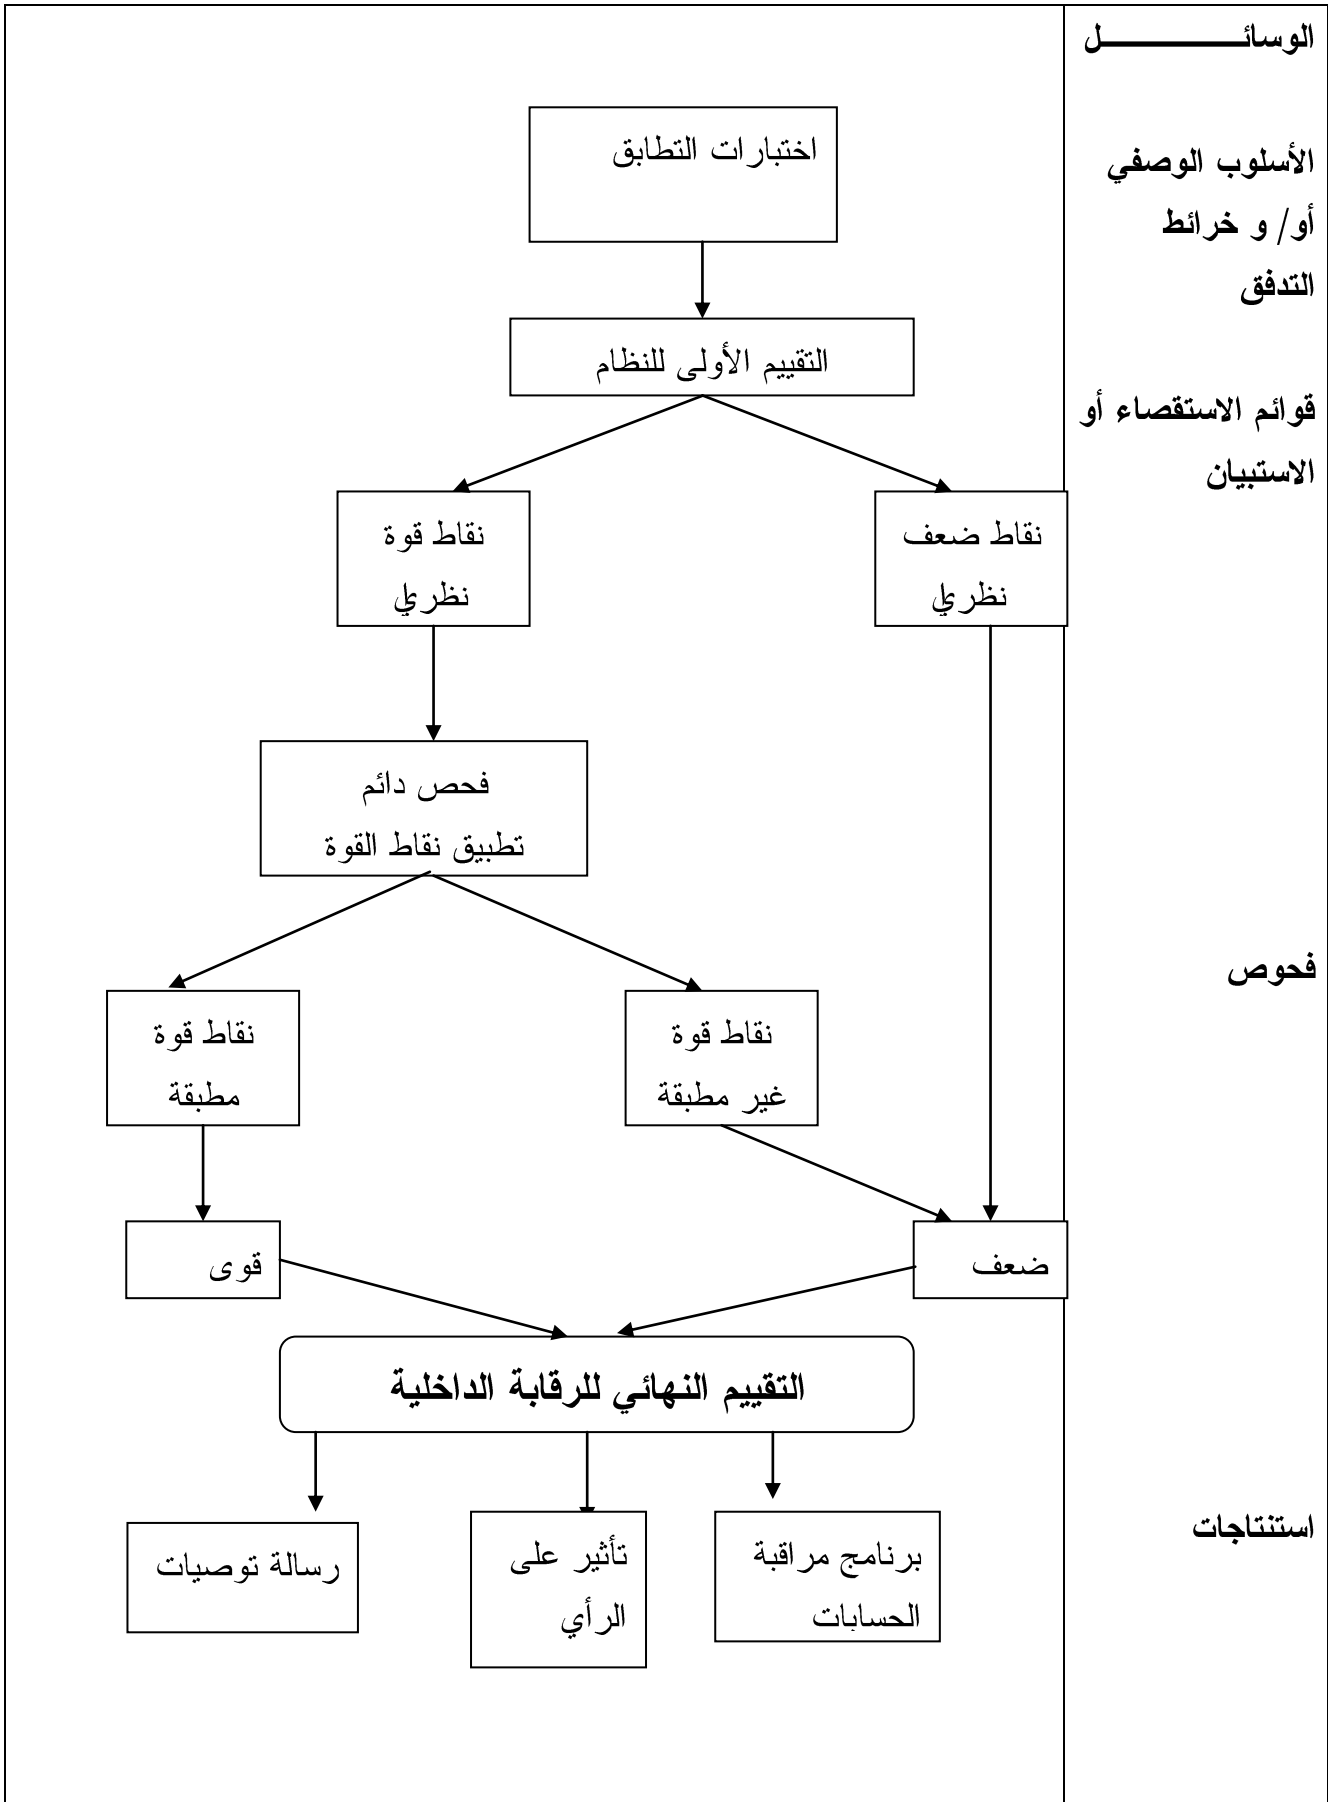 الوسائـــــــــــــل
الأسلوب الوصفي
أو/ و خرائط
التدفق
قوائم الاستقصاء أو
الاستبيان
فحوص
استنتاجات
اختبارات التطابق
التقييم الأولى للنظام
نقاط ضعف
نظري
نقاط قوة
نظري
فحص دائم
تطبيق نقاط القوة
نقاط قوة
غير مطبقة
نقاط قوة
مطبقة
ضعف
قوى
التقييم النهائي للرقابة الداخلية
برنامج مراقبة
الحسابات
تأثير على
الرأي
رسالة توصيات